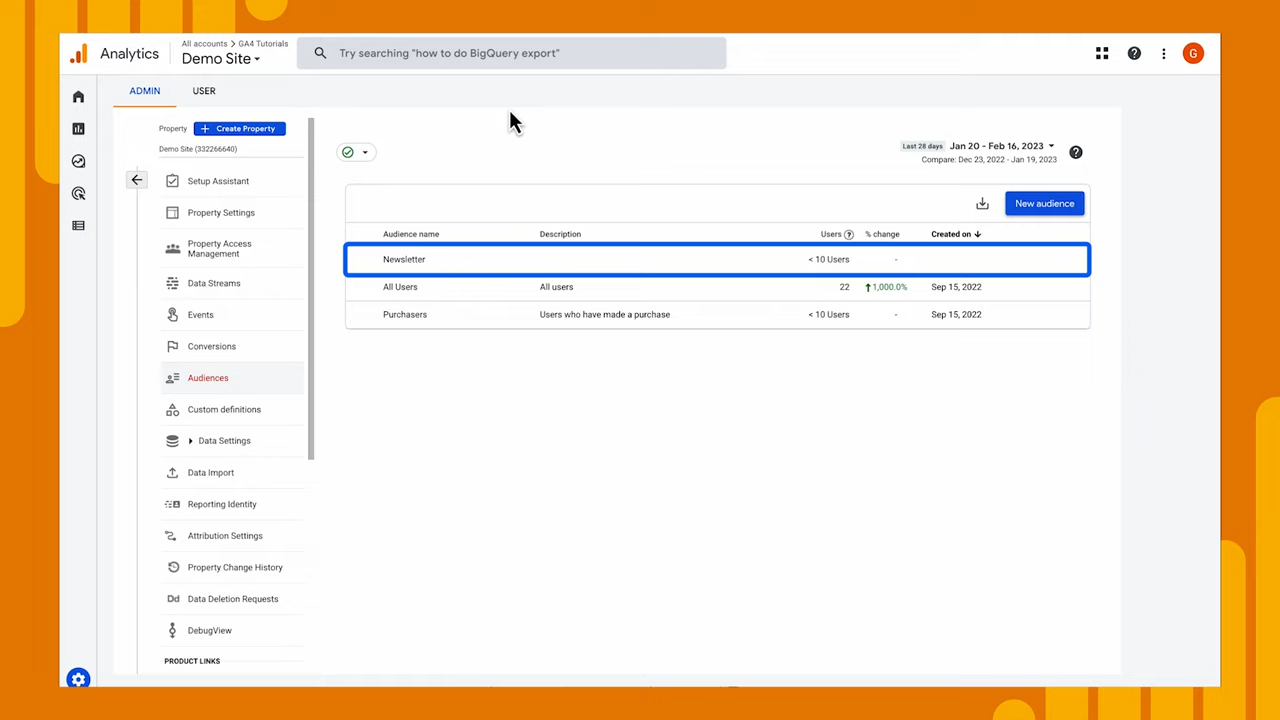 Analytics
All accounts > GA4 Tutorials
Demo Site
Try searching "how to do BigQuery export"
G
ADMIN
USER
Property
+ Create Property
Demo Site (332266640)
Setup Assistant
Property Settings
Property Access
Management
Data Streams
Events
Conversions
Audiences
Custom definitions
Data Settings
Data Import
Reporting Identity
Attribution Settings
Property Change History
Dd Data Deletion Requests
DebugView
PRODUCT LINKS
Last 28 days Jan 20 - Feb 16, 2023
Compare: Dec 23, 2022 - Jan 19, 2023
New audience
Audience name Description Users % change Created on
Newsletter < 10 Users -
All Users All users 22 1,000.0% Sep 15, 2022
Purchasers Users who have made a purchase < 10 Users - Sep 15, 2022